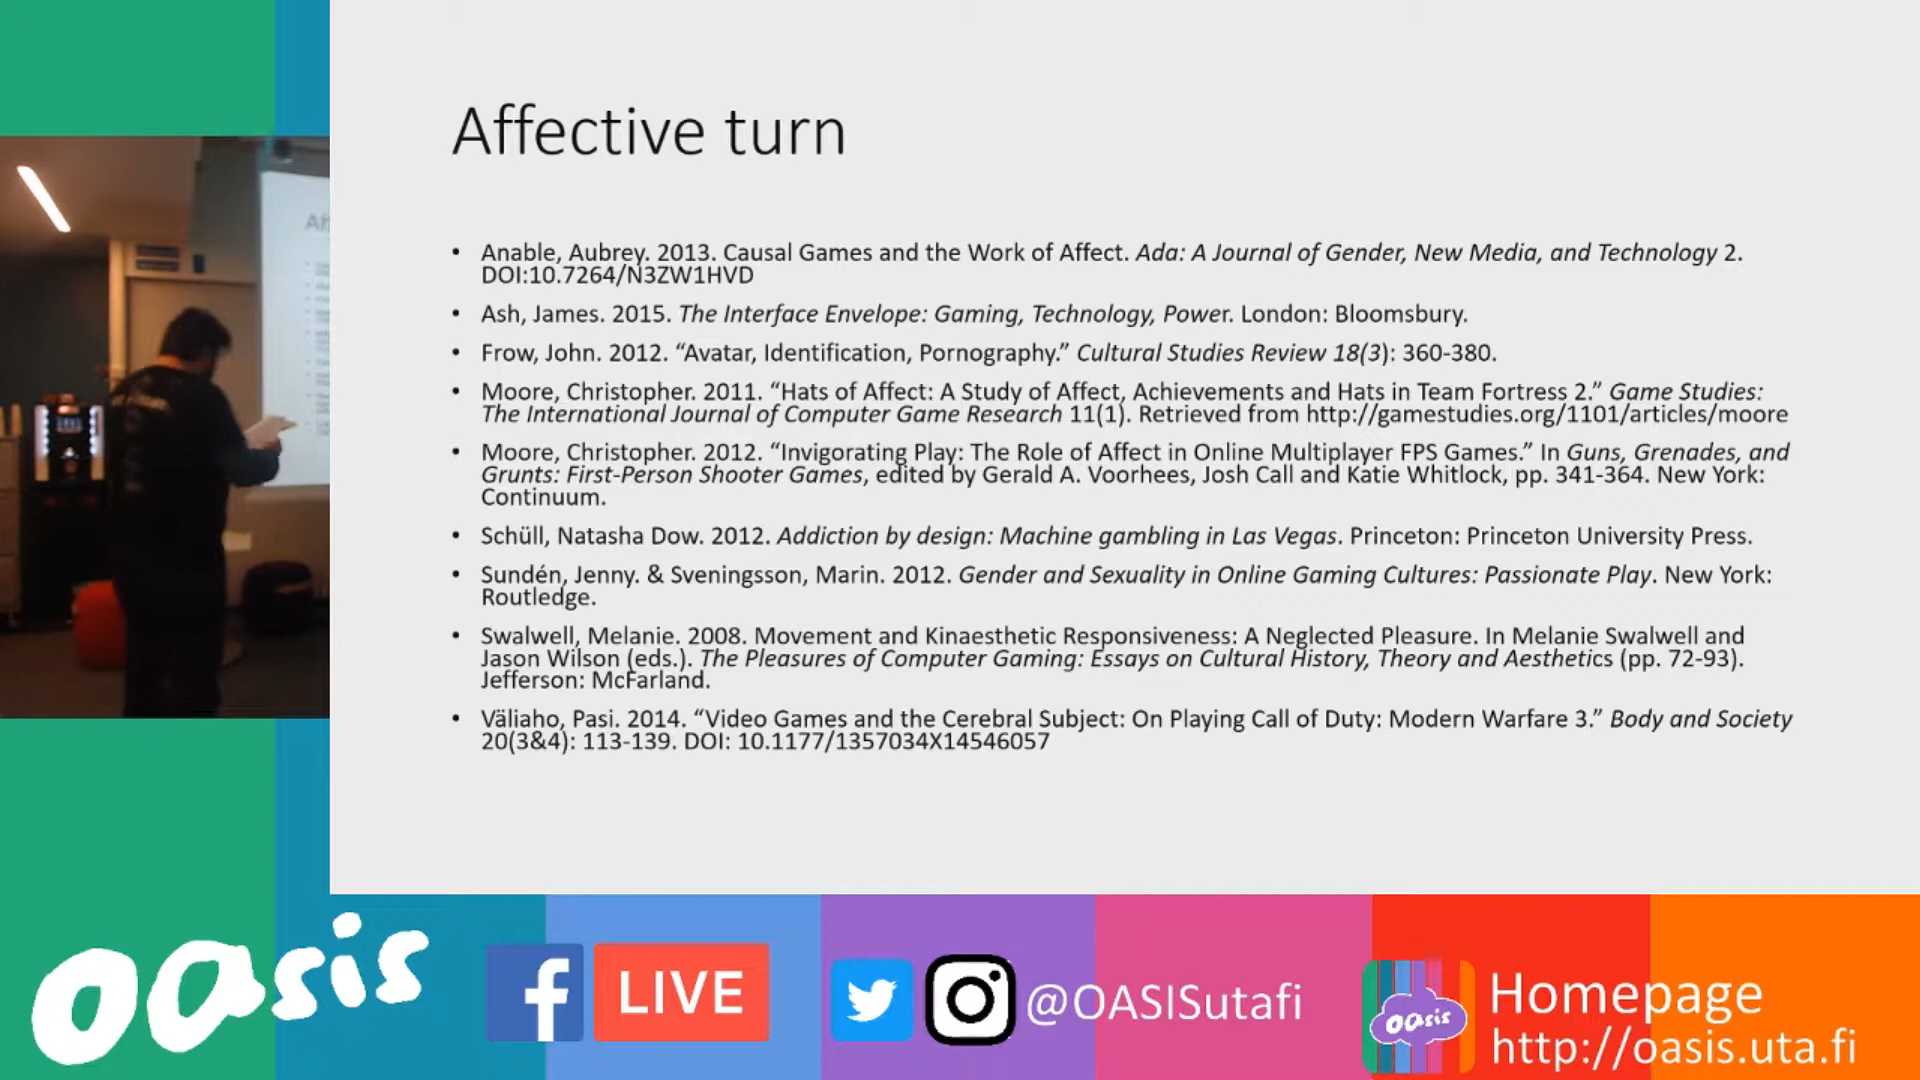 Affective turn
• Anable, Aubrey. 2013. Causal Games and the Work of Affect. Ada: A Journal of Gender, New Media, and Technology 2.
DOI:10.7264/N3ZW1HVD
• Ash, James. 2015. The Interface Envelope: Gaming, Technology, Power. London: Bloomsbury.
• Frow, John. 2012. “Avatar, Identification, Pornography.” Cultural Studies Review 18(3): 360-380.
• Moore, Christopher. 2011. “Hats of Affect: A Study of Affect, Achievements and Hats in Team Fortress 2.” Game Studies:
The International Journal of Computer Game Research 11(1). Retrieved from http://gamestudies.org/1101/articles/moore
• Moore, Christopher. 2012. “Invigorating Play: The Role of Affect in Online Multiplayer FPS Games.” In Guns, Grenades, and
Grunts: First-Person Shooter Games, edited by Gerald A. Voorhees, Josh Call and Katie Whitlock, pp. 341-364. New York:
Continuum.
• Schüll, Natasha Dow. 2012. Addiction by design: Machine gambling in Las Vegas. Princeton: Princeton University Press.
• Sundén, Jenny. & Sveningsson, Marin. 2012. Gender and Sexuality in Online Gaming Cultures: Passionate Play. New York:
Routledge.
• Swalwell, Melanie. 2008. Movement and Kinaesthetic Responsiveness: A Neglected Pleasure. In Melanie Swalwell and
Jason Wilson (eds.). The Pleasures of Computer Gaming: Essays on Cultural History, Theory and Aesthetics (pp. 72-93).
Jefferson: McFarland.
• Väliaho, Pasi. 2014. “Video Games and the Cerebral Subject: On Playing Call of Duty: Modern Warfare 3.” Body and Society
20(3&4): 113-139. DOI: 10.1177/1357034X14546057
oasis
f LIVE
@OASISutafi
oasis
Homepage
http://oasis.uta.fi